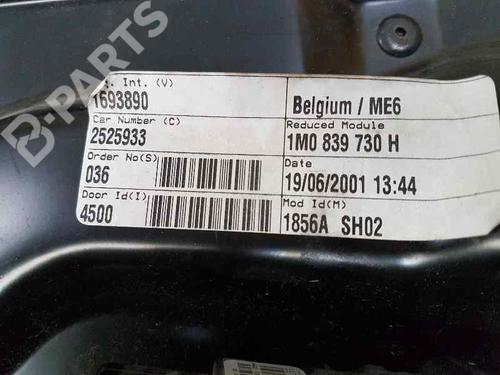 B-PARTS
. Int. (V)
1693890
Belgium / ME6
Car Number (C)
Reduced Module
2525933
1M0 839 730 H
Order No(S)
Date
036
19/06/2001 13:44
Door Id(I)
Mod Id(M)
4500
1856A SH02